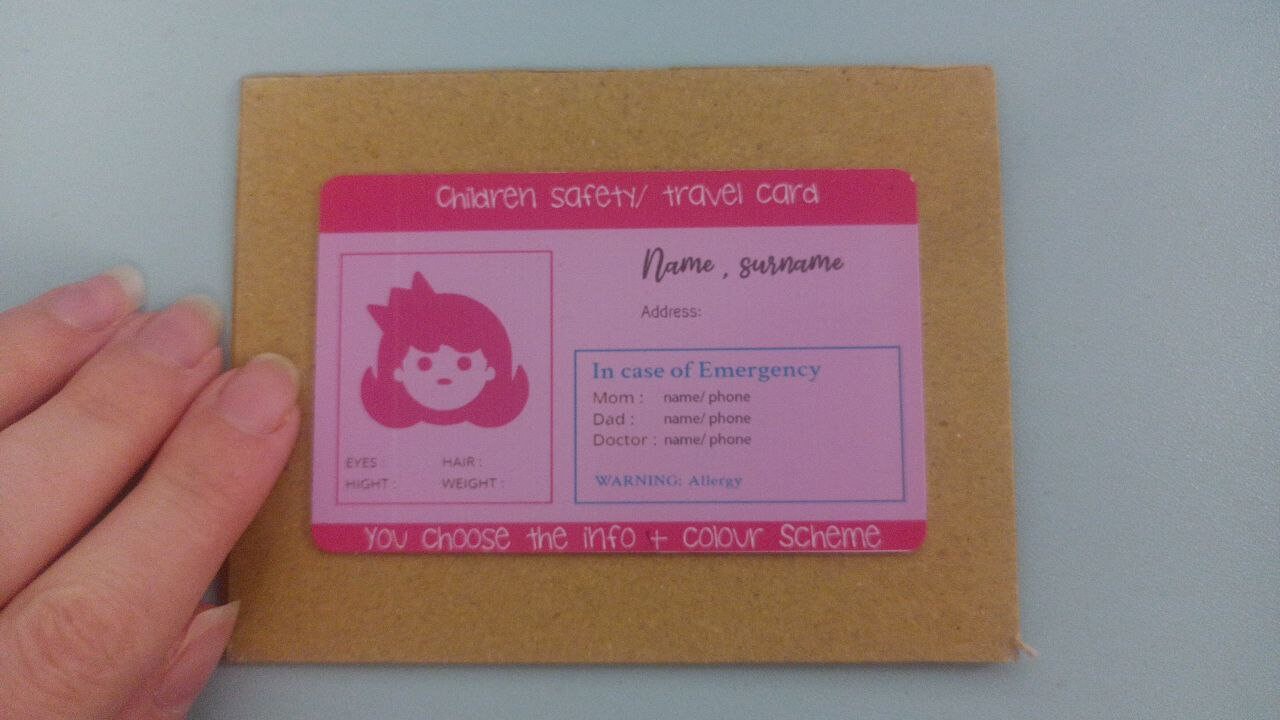 Children safety/ travel card
Name , surname
Address:
In case of Emergency
Mom : name/ phone
Dad : name/ phone
Doctor : name/ phone
WARNING: Allergy
EYES : HAIR :
HIGHT : WEIGHT :
You choose the info + colour scheme